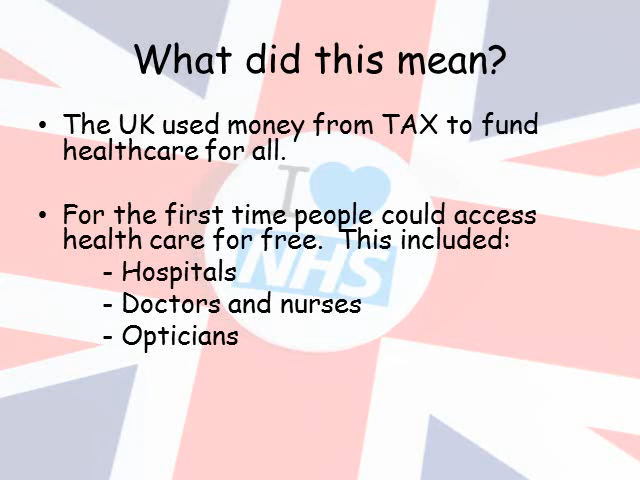 What did this mean?
• The UK used money from TAX to fund
healthcare for all.
I
• For the first time people could access
health care for free.  This included:
NHS
- Hospitals
- Doctors and nurses
- Opticians